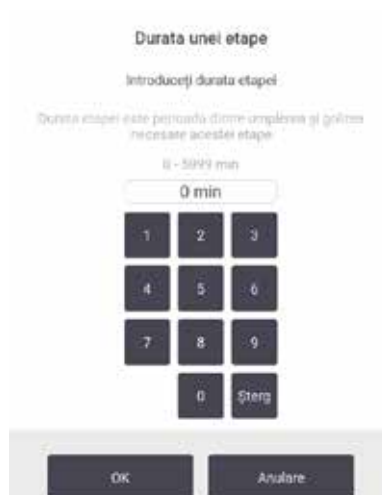 Durata unei etape
Introduceți durata etapei
Durata etapei este perioada dintre umplerea și golirea
necesare acestei etape
0 - 5999 min
0 min
1 2 3
4 5 6
7 8 9
0 Șterg
OK Anulare